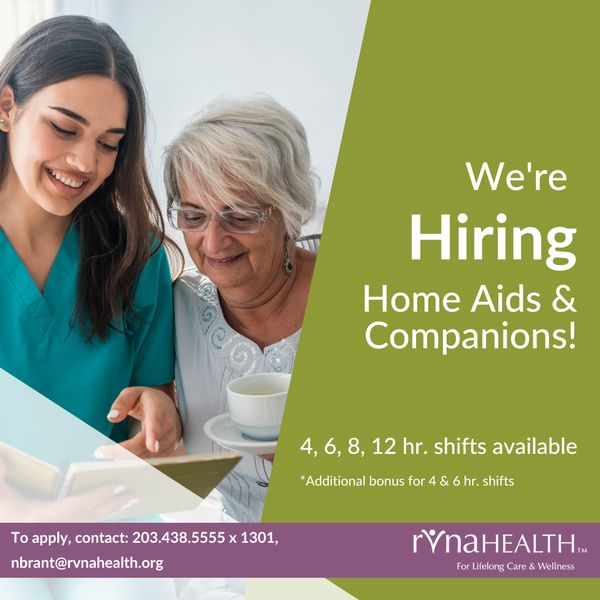 We're
Hiring
Home Aids &
Companions!
4, 6, 8, 12 hr. shifts available
*Additional bonus for 4 & 6 hr. shifts
To apply, contact: 203.438.5555 x 1301,
nbrant@rvnahealth.org
rvnaHEALTH™
For Lifelong Care & Wellness